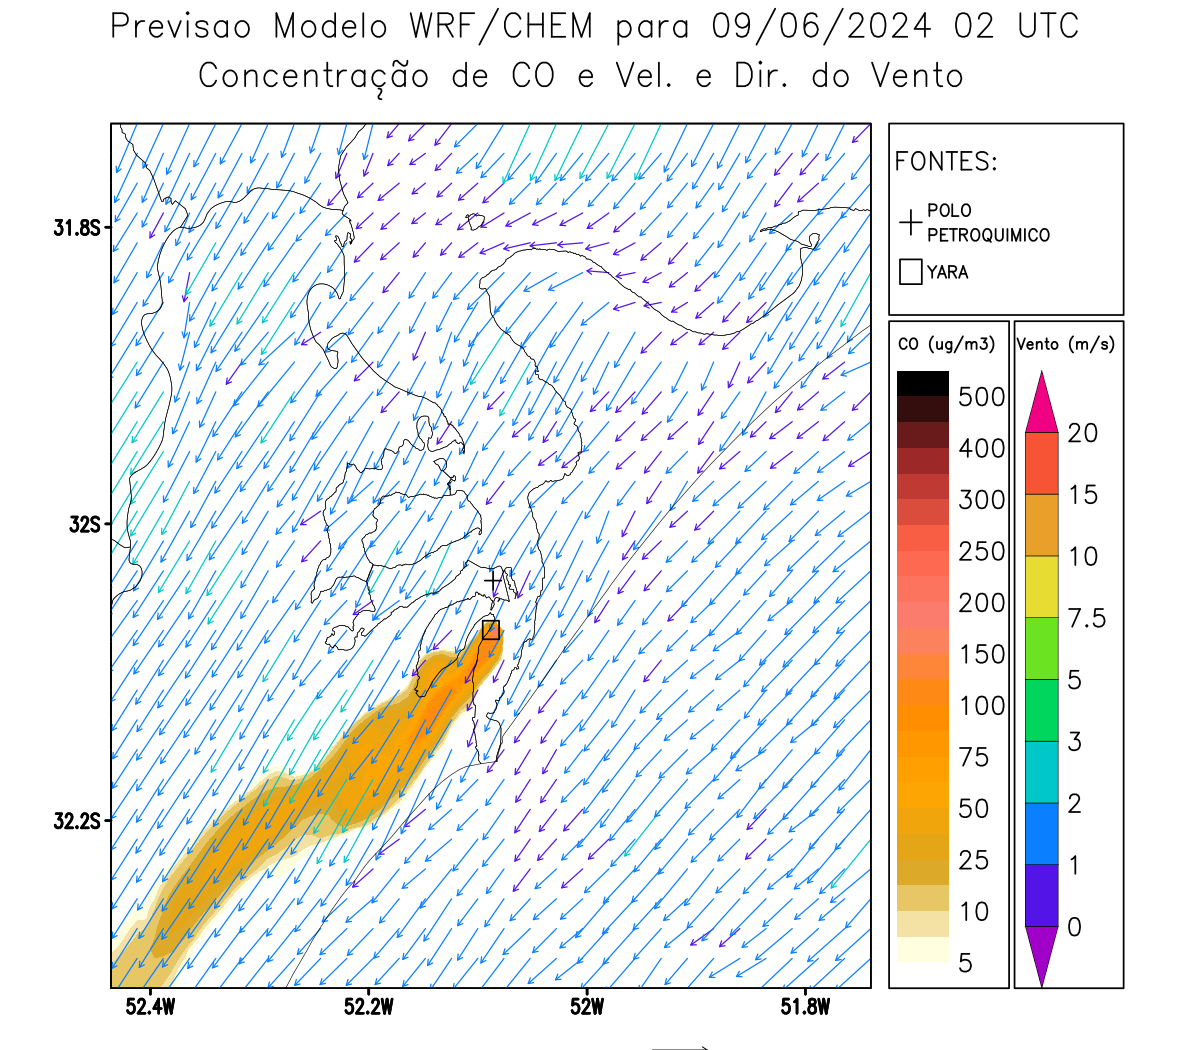 Previsao Modelo WRF/CHEM para 09/06/2024 02 UTC
Concentração de CO e Vel. e Dir. do Vento
FONTES:
POLO
PETROQUIMICO
YARA
31.8S
32S
32.2S
52.4W
52.2W
52W
51.8W
CO (ug/m3)
500
400
300
250
200
150
100
75
50
25
10
5
Vento (m/s)
20
15
10
7.5
5
3
2
1
0